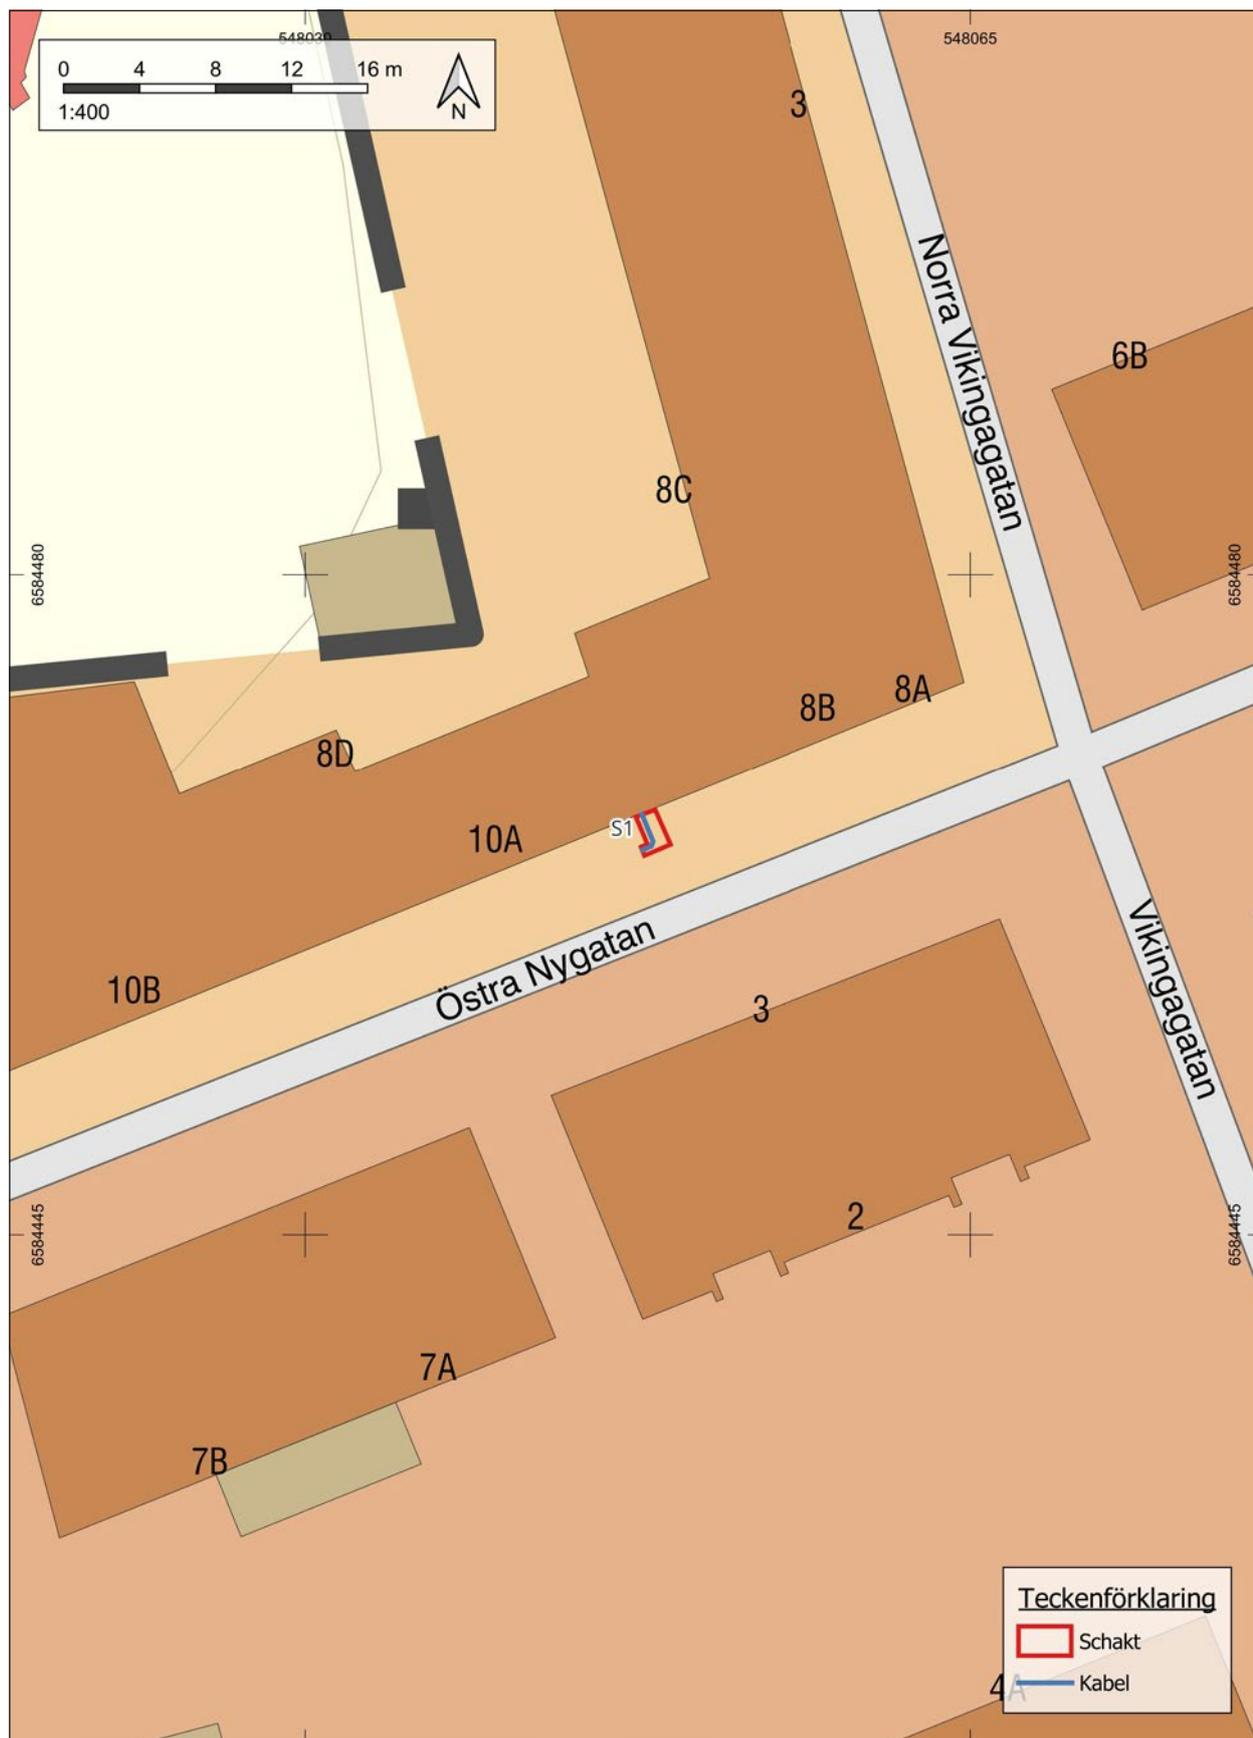 548030
548065
0 4 8 12 16 m
1:400
N
3
Norra Vikingagatan
6B
8C
6584480
6584480
8A
8B
8D
S1
10A
Vikingagatan
Östra Nygatan
10B
3
6584445
6584445
2
7A
7B
Teckenförklaring
Schakt
4A
Kabel